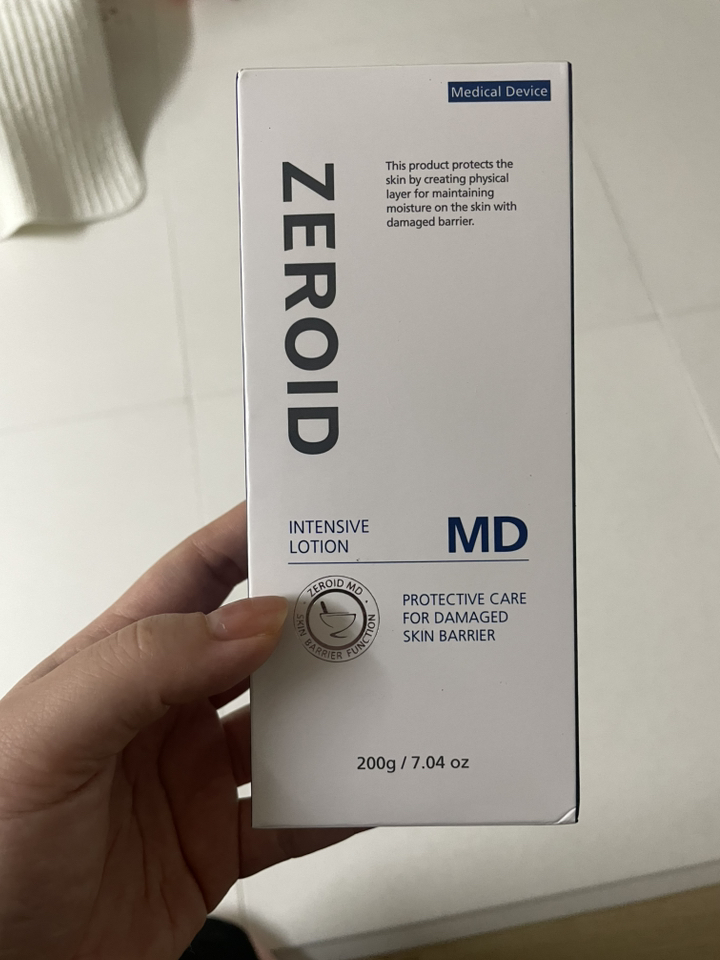 Medical Device
ZEROID
This product protects the
skin by creating physical
layer for maintaining
moisture on the skin with
damaged barrier.
INTENSIVE
LOTION
MD
ZEROID MD
SKIN BARRIER FUNCTION
PROTECTIVE CARE
FOR DAMAGED
SKIN BARRIER
200g / 7.04 oz